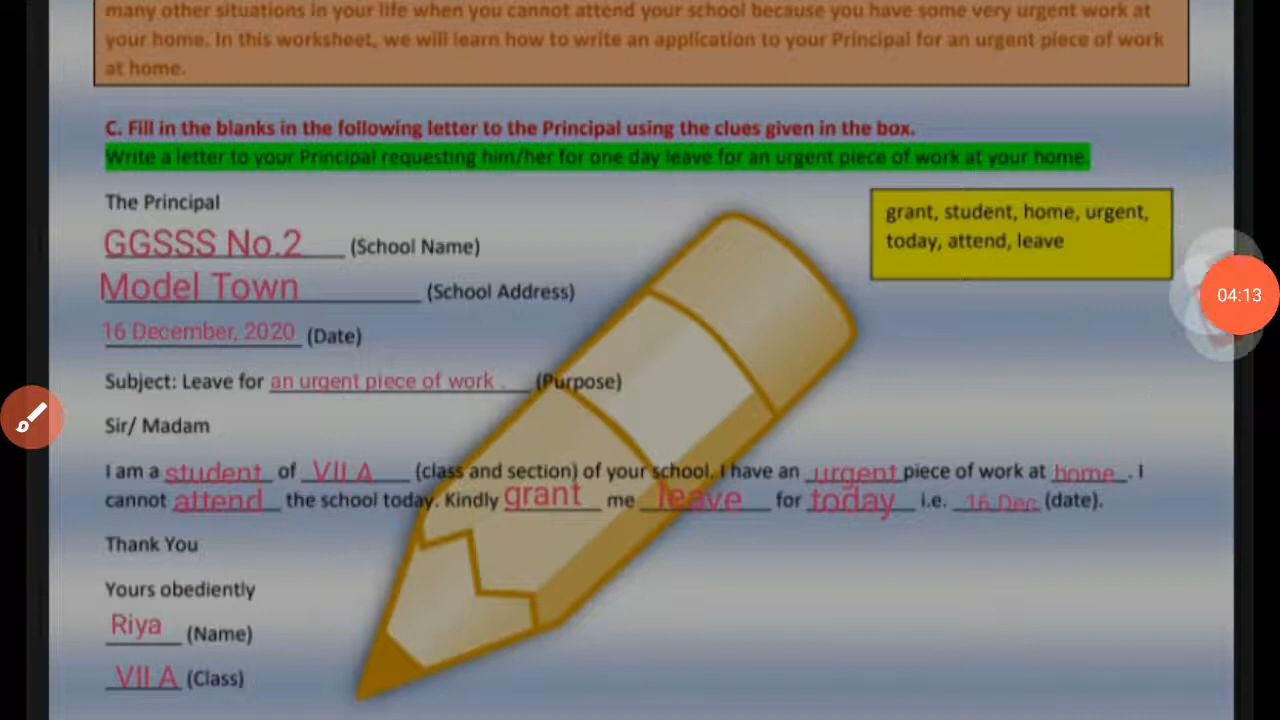 many other situations in your life when you cannot attend your school because you have some very urgent work at
your home. In this worksheet, we will learn how to write an application to your Principal for an urgent piece of work
at home.
C. Fill in the blanks in the following letter to the Principal using the clues given in the box.
Write a letter to your Principal requesting him/her for one day leave for an urgent piece of work at your home.
The Principal
grant, student, home, urgent,
today, attend, leave
GGSSS No.2 (School Name)
Model Town (School Address)
04:13
16 December, 2020 (Date)
Subject: Leave for an urgent piece of work . (Purpose)
Sir/ Madam
I am a student of VII A (class and section) of your school. I have an urgent piece of work at home. I
cannot attend the school today. Kindly grant me leave for today i.e. 16 Dec (date).
Thank You
Yours obediently
Riya (Name)
VII A (Class)